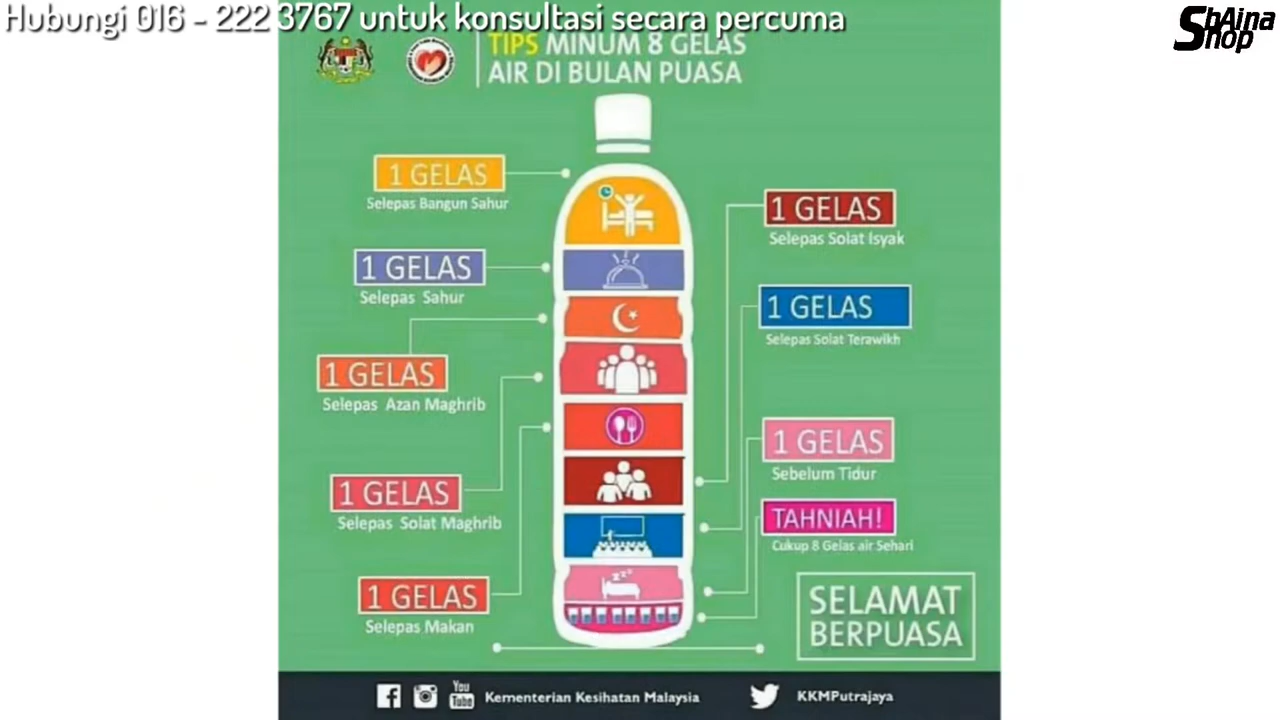 Hubungi 016 - 222 3767 untuk konsultasi secara percuma
ShAina
Shop
TIPS MINUM 8 GELAS
AIR DI BULAN PUASA
1 GELAS
Selepas Bangun Sahur
1 GELAS
Selepas Sahur
1 GELAS
Selepas Azan Maghrib
1 GELAS
Selepas Solat Maghrib
1 GELAS
Selepas Makan
1 GELAS
Selepas Solat Isyak
1 GELAS
Selepas Solat Terawikh
1 GELAS
Sebelum Tidur
TAHNIAH!
Cukup 8 Gelas air Sehari
SELAMAT
BERPUASA
You
Tube
Kementerian Kesihatan Malaysia
KKMPutrajaya